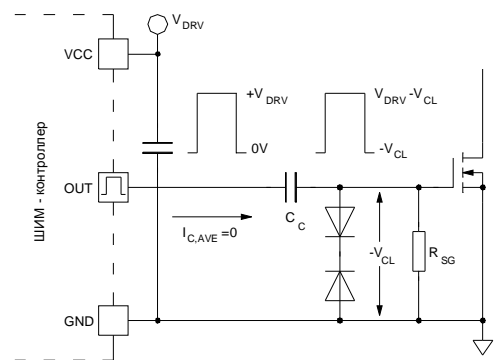 V_DRV
VCC
+V_DRV
V_DRV -V_CL
0V
-V_CL
ШИМ - контроллер
OUT
C_C
I_C,AVE =0
-V_CL
R_SG
GND